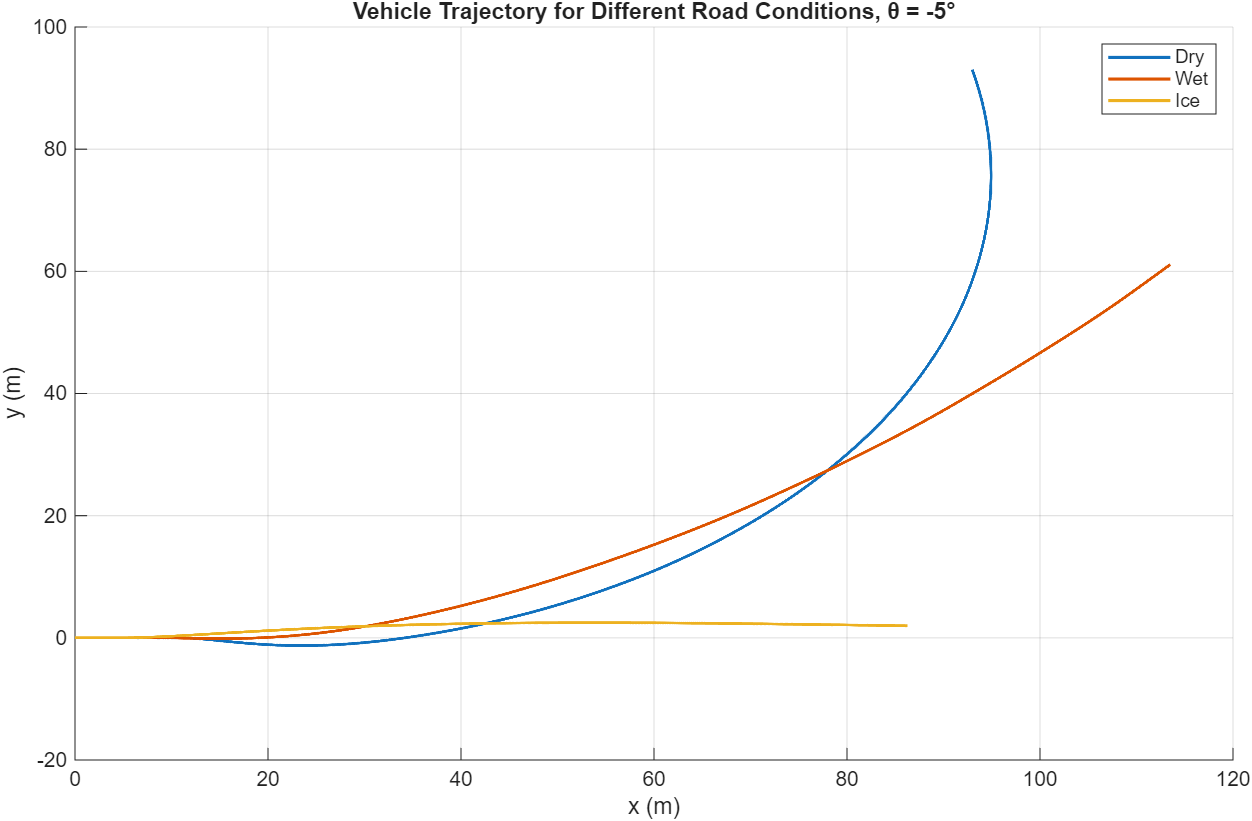 Vehicle Trajectory for Different Road Conditions, θ = -5°
100
80
60
40
20
0
-20
0 20 40 60 80 100 120
x (m)
y (m)
Dry
Wet
Ice